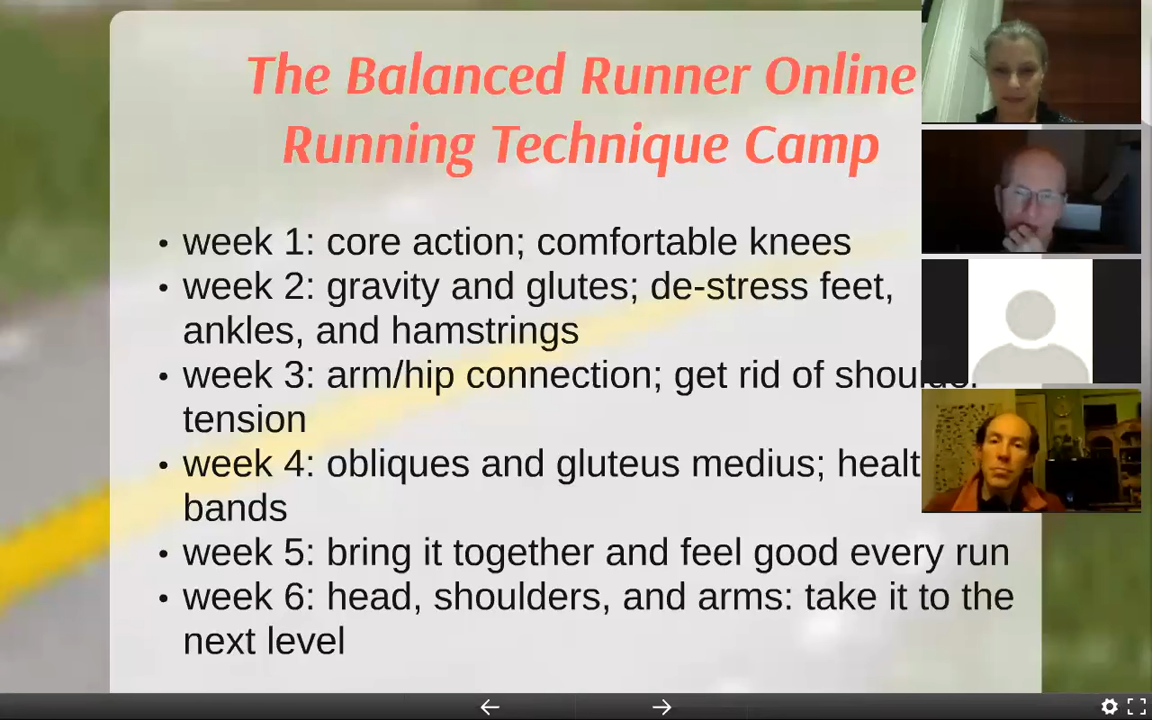 The Balanced Runner Online
Running Technique Camp
• week 1: core action; comfortable knees
• week 2: gravity and glutes; de-stress feet,
ankles, and hamstrings
• week 3: arm/hip connection; get rid of shoulder
tension
• week 4: obliques and gluteus medius;
bands
• week 5: bring it together and feel good every run
• week 6: head, shoulders, and arms: take it to the
next level